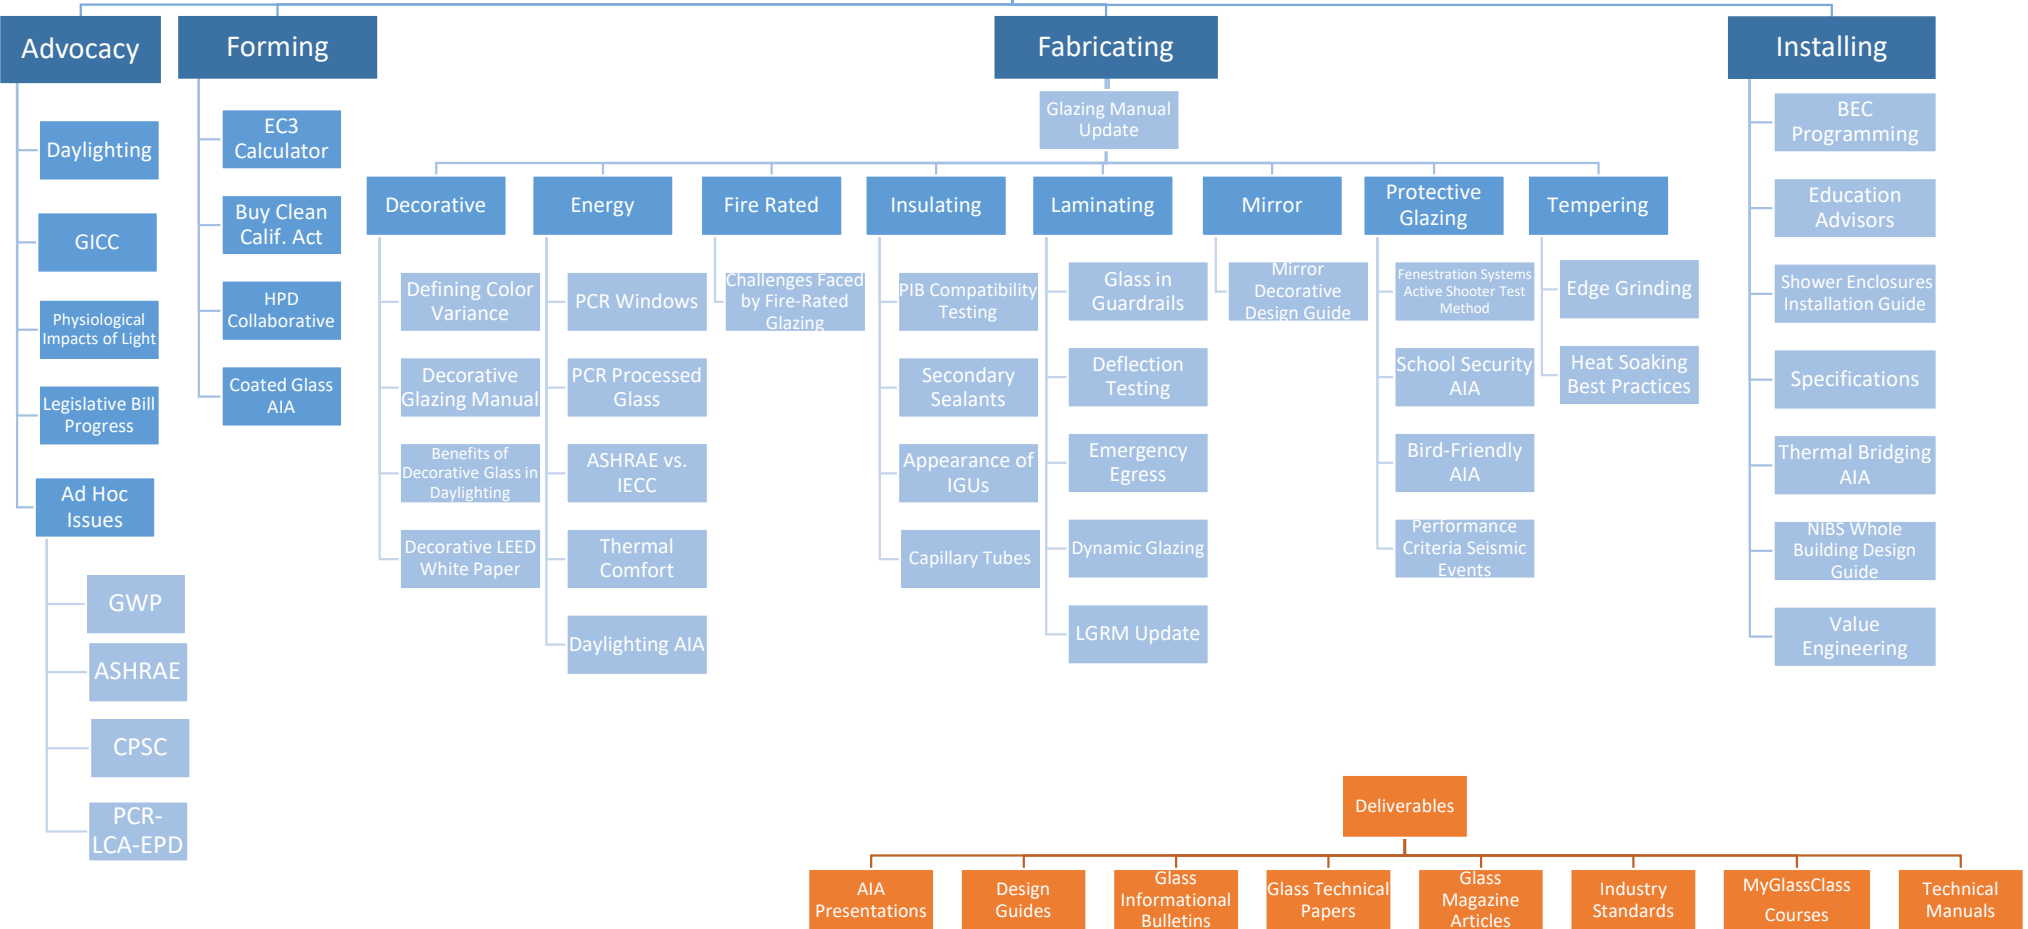 Advocacy
Forming
Fabricating
Installing
Daylighting
GICC
Physiological
Impacts of Light
Legislative Bill
Progress
Ad Hoc
Issues
GWP
ASHRAE
CPSC
PCR-
LCA-EPD
EC3
Calculator
Buy Clean
Calif. Act
HPD
Collaborative
Coated Glass
AIA
Glazing Manual
Update
Decorative
Defining Color
Variance
Decorative
Glazing Manual
Benefits of
Decorative Glass in
Daylighting
Decorative LEED
White Paper
Energy
PCR Windows
PCR Processed
Glass
ASHRAE vs.
IECC
Thermal
Comfort
Daylighting AIA
Fire Rated
Challenges Faced
by Fire-Rated
Glazing
Insulating
PIB Compatibility
Testing
Secondary
Sealants
Appearance of
IGUs
Capillary Tubes
Laminating
Glass in
Guardrails
Deflection
Testing
Emergency
Egress
Dynamic Glazing
LGRM Update
Mirror
Mirror
Decorative
Design Guide
Protective
Glazing
Fenestration Systems
Active Shooter Test
Method
School Security
AIA
Bird-Friendly
AIA
Performance
Criteria Seismic
Events
Tempering
Edge Grinding
Heat Soaking
Best Practices
BEC
Programming
Education
Advisors
Shower Enclosures
Installation Guide
Specifications
Thermal Bridging
AIA
NIBS Whole
Building Design
Guide
Value
Engineering
Deliverables
AIA
Presentations
Design
Guides
Glass
Informational
Bulletins
Glass Technical
Papers
Glass
Magazine
Articles
Industry
Standards
MyGlassClass
Courses
Technical
Manuals